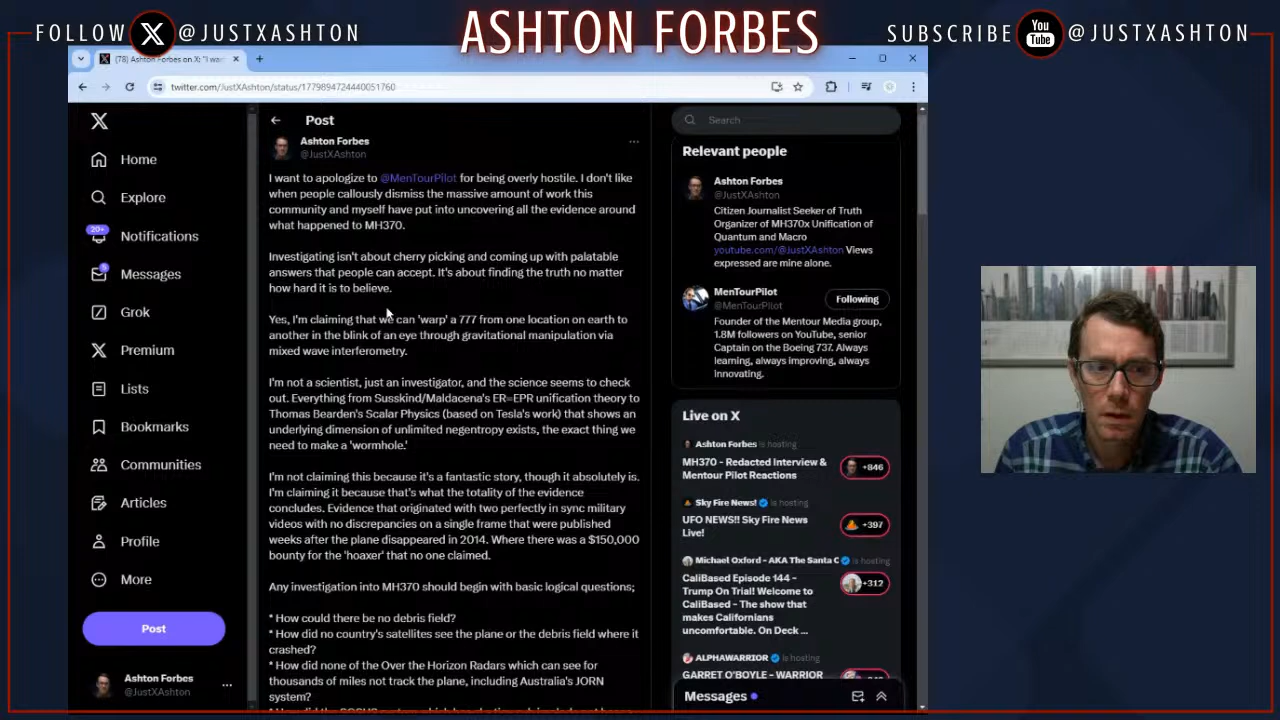 FOLLOW X @JUSTXASHTON
ASHTON FORBES
SUBSCRIBE You Tube @JUSTXASHTON
(78) Ashton Forbes on X: "I wan
twitter.com/JustXAshton/status/1779894724440051760
Home
Explore
20+
Notifications
Messages
Grok
Premium
Lists
Bookmarks
Communities
Articles
Profile
More
Post
Ashton Forbes
@JustXAshton
Post
Ashton Forbes
@JustXAshton
I want to apologize to @MenTourPilot for being overly hostile. I don't like
when people callously dismiss the massive amount of work this
community and myself have put into uncovering all the evidence around
what happened to MH370.
Investigating isn't about cherry picking and coming up with palatable
answers that people can accept. It's about finding the truth no matter
how hard it is to believe.
Yes, I'm claiming that we can 'warp' a 777 from one location on earth to
another in the blink of an eye through gravitational manipulation via
mixed wave interferometry.
I'm not a scientist, just an investigator, and the science seems to check
out. Everything from Susskind/Maldacena's ER=EPR unification theory to
Thomas Bearden's Scalar Physics (based on Tesla's work) that shows an
underlying dimension of unlimited negentropy exists, the exact thing we
need to make a 'wormhole.'
I'm not claiming this because it's a fantastic story, though it absolutely is.
I'm claiming it because that's what the totality of the evidence
concludes. Evidence that originated with two perfectly in sync military
videos with no discrepancies on a single frame that were published
weeks after the plane disappeared in 2014. Where there was a $150,000
bounty for the 'hoaxer' that no one claimed.
Any investigation into MH370 should begin with basic logical questions;
* How could there be no debris field?
* How did no country's satellites see the plane or the debris field where it
crashed?
* How did none of the Over the Horizon Radars which can see for
thousands of miles not track the plane, including Australia's JORN
system?
Search
Relevant people
Ashton Forbes
@JustXAshton
Citizen Journalist Seeker of Truth
Organizer of MH370x Unification of
Quantum and Macro
youtube.com/@JustXAshton Views
expressed are mine alone.
MenTourPilot
@MenTourPilot
Following
Founder of the Mentour Media group,
1.8M followers on YouTube, senior
Captain on the Boeing 737. Always
learning, always improving, always
Innovating.
Live on X
Ashton Forbes is hosting
MH370 - Redacted Interview &
Mentour Pilot Reactions
+846
Sky Fire News! is hosting
UFO NEWS!! Sky Fire News
Live!
+397
Michael Oxford - AKA The Santa C is hosting
CaliBased Episode 144 -
Trump On Trial! Welcome to
CaliBased - The show that
makes Californians
uncomfortable. On Deck ...
+312
ALPHAWARRIOR is hosting
GARRET O'BOYLE - WARRIOR
Messages